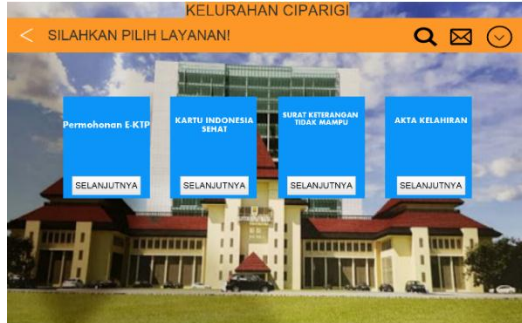 KELURAHAN CIPARIGI
< SILAHKAN PILIH LAYANAN!
Permohonan E-KTP
SELANJUTNYA
KARTU INDONESIA
SEHAT
SELANJUTNYA
SURAT KETERANGAN
TIDAK MAMPU
SELANJUTNYA
AKTA KELAHIRAN
SELANJUTNYA